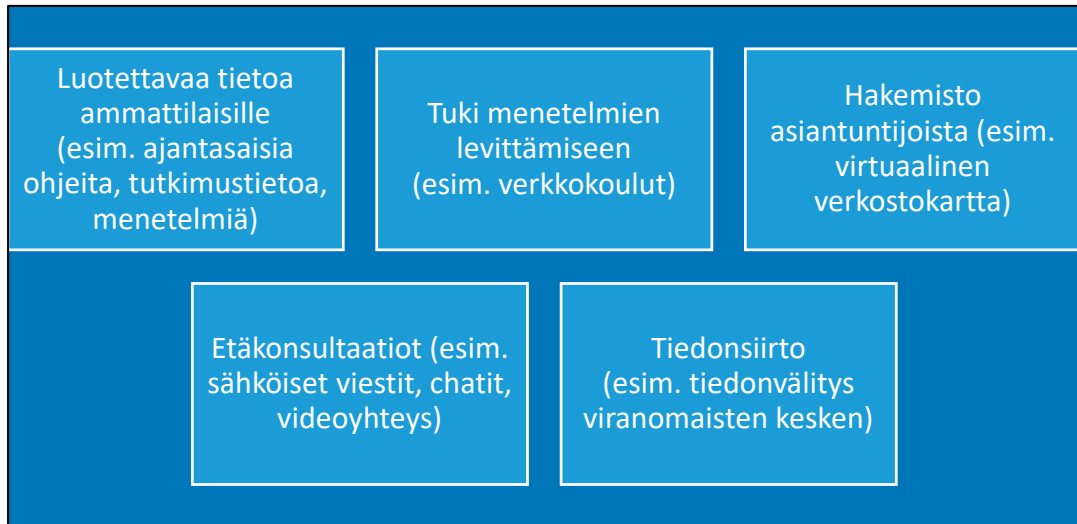 Luotettavaa tietoa
ammattilaisille
(esim. ajantasaisia
ohjeita, tutkimustietoa,
menetelmiä)
Tuki menetelmien
levittämiseen
(esim. verkkokoulut)
Hakemisto
asiantuntijoista (esim.
virtuaalinen
verkostokartta)
Etäkonsultaatiot (esim.
sähköiset viestit, chatit,
videoyhteys)
Tiedonsiirto
(esim. tiedonvälitys
viranomaisten kesken)